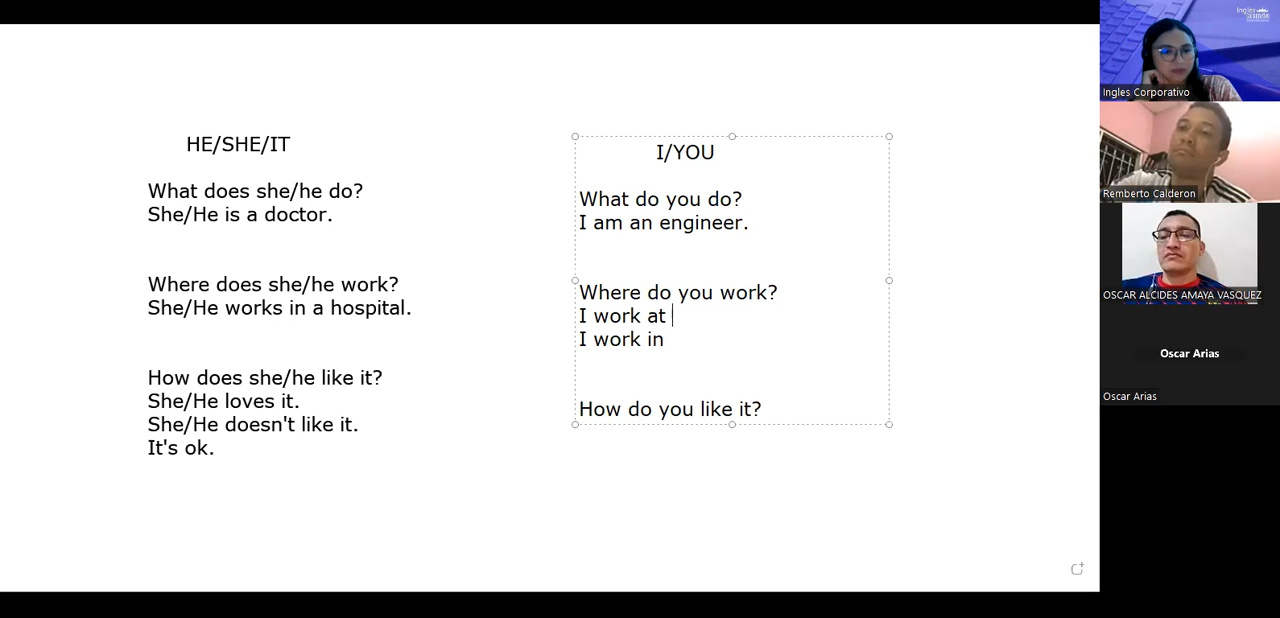 HE/SHE/IT
What does she/he do?
She/He is a doctor.
Where does she/he work?
She/He works in a hospital.
How does she/he like it?
She/He loves it.
She/He doesn't like it.
It's ok.
I/YOU
What do you do?
I am an engineer.
Where do you work?
I work at
I work in
How do you like it?
Ingles
Ingles Corporativo
Remberto Calderon
OSCAR ALCIDES AMAYA VASQUEZ
Oscar Arias
Oscar Arias